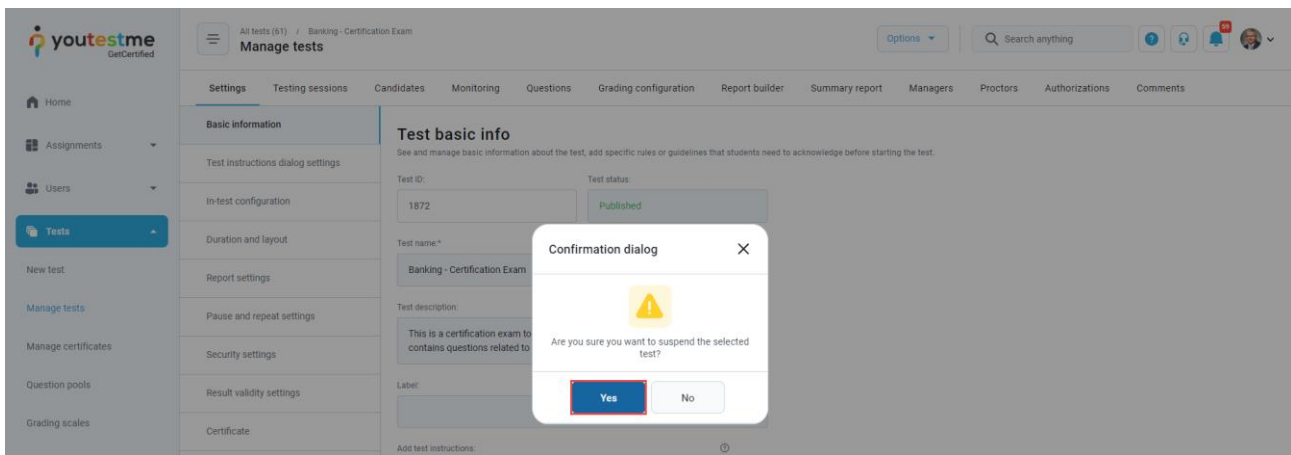 youtestme
GetCertified
All tests (61) / Banking - Certification Exam
Manage tests
Options
Search anything
59
Home
Assignments
Users
Tests
New test
Manage tests
Manage certificates
Question pools
Grading scales
Settings
Testing sessions
Candidates
Monitoring
Questions
Grading configuration
Report builder
Summary report
Managers
Proctors
Authorizations
Comments
Basic information
Test instructions dialog settings
In-test configuration
Duration and layout
Report settings
Pause and repeat settings
Security settings
Result validity settings
Certificate
Test basic info
See and manage basic information about the test, add specific rules or guidelines that students need to acknowledge before starting the test.
Test ID:
Test status:
1872
Published
Test name:*
Banking - Certification Exam
Test description:
This is a certification exam to
contains questions related to
Label:
Add test instructions:
Confirmation dialog
Are you sure you want to suspend the selected
test?
Yes
No